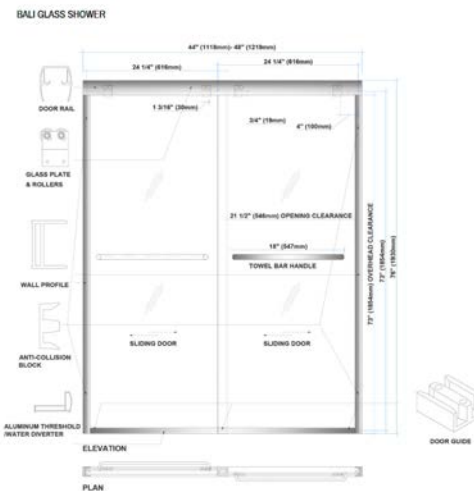 BALI GLASS SHOWER
44" (1118mm)- 48" (1219mm)
24 1/4" (616mm)
24 1/4" (616mm)
DOOR RAIL
1 3/16" (30mm)
3/4" (19mm)
4" (100mm)
GLASS PLATE
& ROLLERS
21 1/2" (546mm) OPENING CLEARANCE
18" (547mm)
TOWEL BAR HANDLE
WALL PROFILE
73" (1854mm) OVERHEAD CLEARANCE
73" (1854mm)
76" (1930mm)
SLIDING DOOR
SLIDING DOOR
ANTI-COLLISION
BLOCK
ALUMINUM THRESHOLD
/WATER DIVERTER
DOOR GUIDE
ELEVATION
PLAN